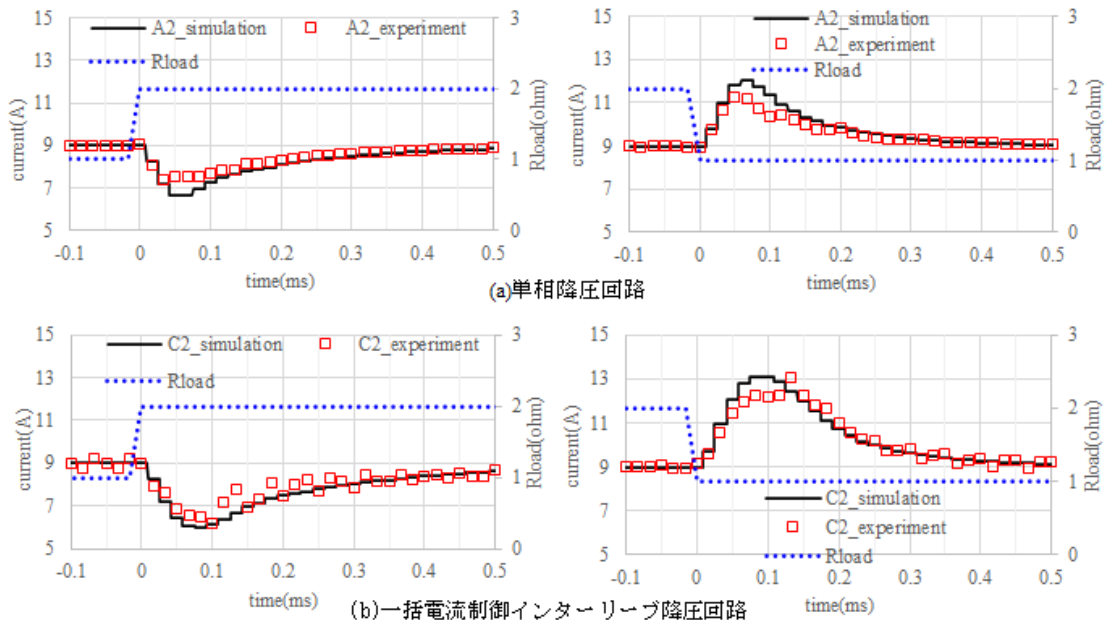 A2_simulation A2_experiment
Rload
15
13
11
9
7
5
current(A)
3
2
1
0
Rload(ohm)
-0.1 0 0.1 0.2 0.3 0.4 0.5
time(ms)
A2_simulation
A2_experiment
Rload
15
13
11
9
7
5
current(A)
3
2
1
0
Rload(ohm)
-0.1 0 0.1 0.2 0.3 0.4 0.5
time(ms)
(a)単相降圧回路
C2_simulation C2_experiment
Rload
15
13
11
9
7
5
current(A)
3
2
1
0
Rload(ohm)
-0.1 0 0.1 0.2 0.3 0.4 0.5
time(ms)
15
13
11
9
7
5
current(A)
3
2
1
0
Rload(ohm)
C2_simulation
C2_experiment
Rload
-0.1 0 0.1 0.2 0.3 0.4 0.5
time(ms)
(b)一括電流制御インターリーブ降圧回路